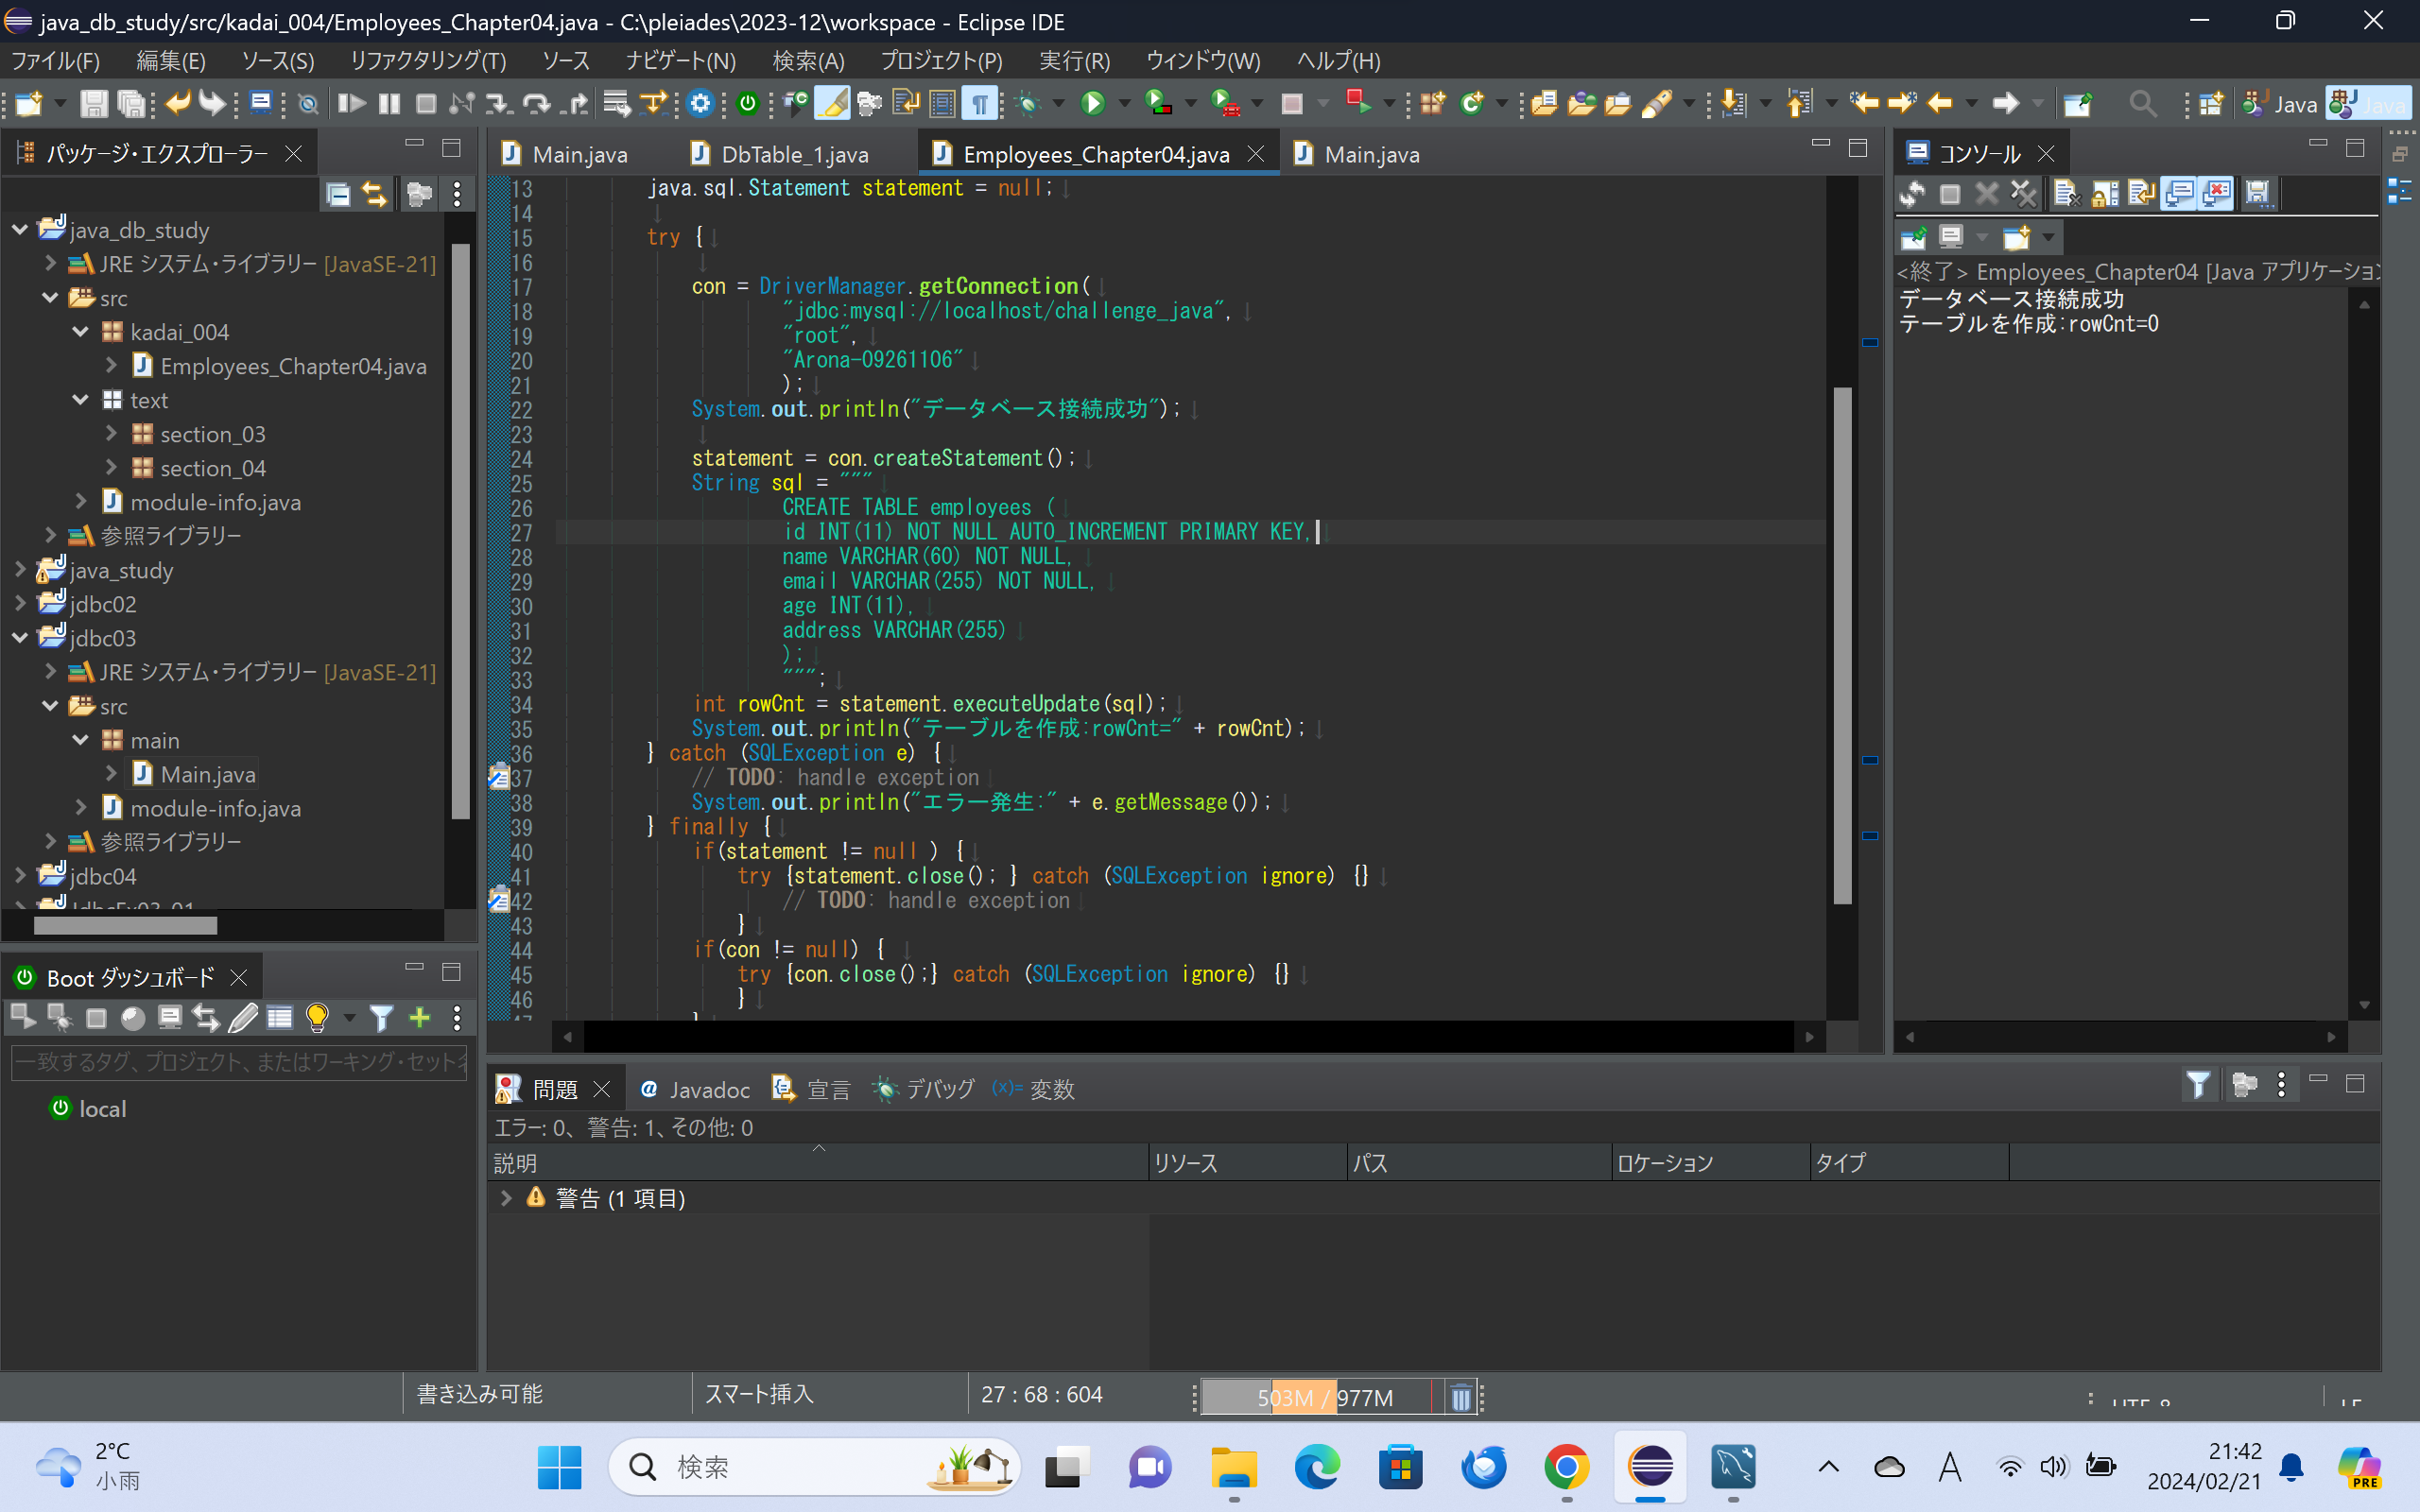 java_db_study/src/kadai_004/Employees_Chapter04.java - C:\pleiades\2023-12\workspace - Eclipse IDE
ファイル(F) 編集(E) ソース(S) リファクタリング(T) ソース ナビゲート(N) 検索(A) プロジェクト(P) 実行(R) ウィンドウ(W) ヘルプ(H)
Java Java
パッケージ・エクスプローラー
java_db_study
JRE システム・ライブラリー [JavaSE-21]
src
kadai_004
Employees_Chapter04.java
text
section_03
section_04
module-info.java
参照ライブラリー
java_study
jdbc02
jdbc03
JRE システム・ライブラリー [JavaSE-21]
src
main
Main.java
module-info.java
参照ライブラリー
jdbc04
JdbcEx03_01
Boot ダッシュボード
一致するタグ、プロジェクト、またはワーキング・セット名
local
Main.java DbTable_1.java Employees_Chapter04.java Main.java
13 java.sql.Statement statement = null;
14
15 try {
16
17 con = DriverManager.getConnection(
18 "jdbc:mysql://localhost/challenge_java",
19 "root",
20 "Arona-09261106"
21 );
22 System.out.println("データベース接続成功");
23
24 statement = con.createStatement();
25 String sql = """
26 CREATE TABLE employees (
27 id INT(11) NOT NULL AUTO_INCREMENT PRIMARY KEY,
28 name VARCHAR(60) NOT NULL,
29 email VARCHAR(255) NOT NULL,
30 age INT(11),
31 address VARCHAR(255)
32 );
33 """;
34 int rowCnt = statement.executeUpdate(sql);
35 System.out.println("テーブルを作成:rowCnt=" + rowCnt);
36 } catch (SQLException e) {
37 // TODO: handle exception
38 System.out.println("エラー発生:" + e.getMessage());
39 } finally {
40 if(statement != null ) {
41 try {statement.close(); } catch (SQLException ignore) {}
42 // TODO: handle exception
43 }
44 if(con != null) {
45 try {con.close();} catch (SQLException ignore) {}
46 }
47 }
コンソール
<終了> Employees_Chapter04 [Java アプリケーション
データベース接続成功
テーブルを作成:rowCnt=0
問題 Javadoc 宣言 デバッグ 変数
エラー: 0、警告: 1、その他: 0
説明 リソース パス ロケーション タイプ
警告 (1 項目)
書き込み可能 スマート挿入 27 : 68 : 604 503M / 977M UTF-8 LF
2°C
小雨
検索
A
21:42
2024/02/21
PRE